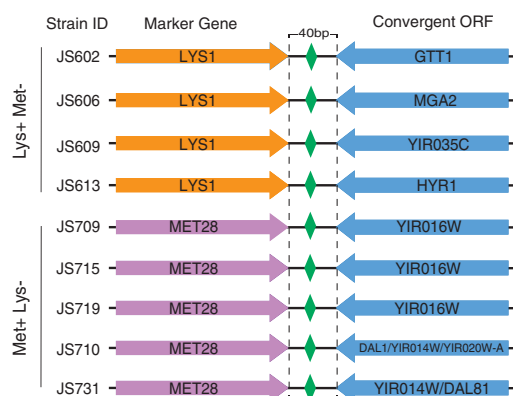 Strain ID Marker Gene Convergent ORF
40bp
Lys+ Met-
JS602 LYS1 GTT1
JS606 LYS1 MGA2
JS609 LYS1 YIR035C
JS613 LYS1 HYR1
Met+ Lys-
JS709 MET28 YIR016W
JS715 MET28 YIR016W
JS719 MET28 YIR016W
JS710 MET28 DAL1/YIR014W/YIR020W-A
JS731 MET28 YIR014W/DAL81